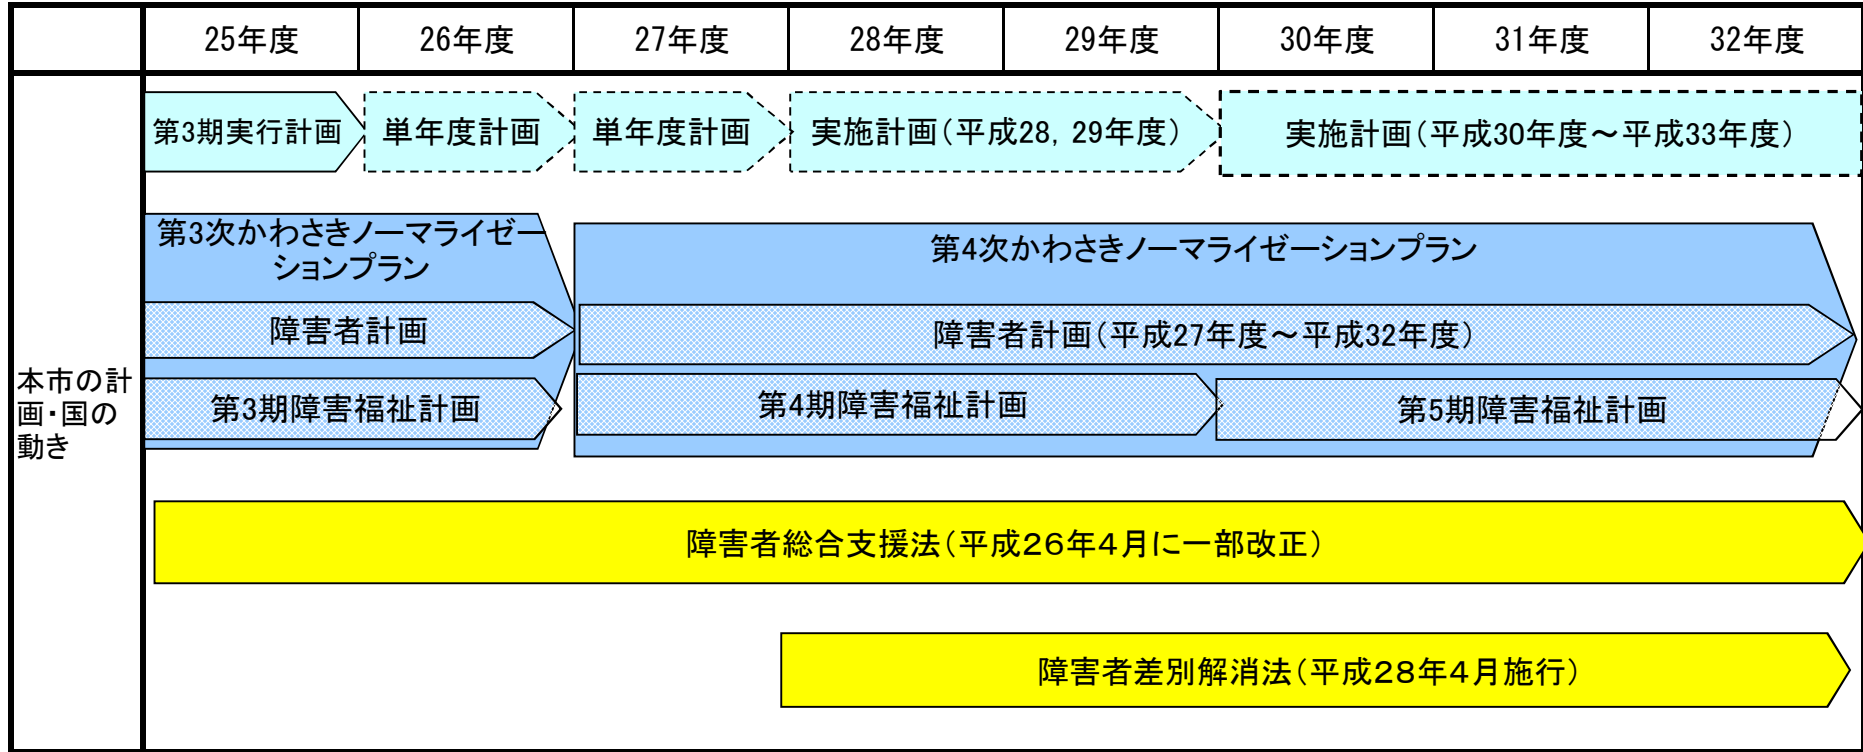 25年度 26年度 27年度 28年度 29年度 30年度 31年度 32年度
本市の計
画・国の
動き
第3期実行計画 単年度計画 単年度計画 実施計画（平成28，29年度） 実施計画（平成30年度～平成33年度）
第3次かわさきノーマライゼー
ションプラン
第4次かわさきノーマライゼーションプラン
障害者計画 障害者計画（平成27年度～平成32年度）
第3期障害福祉計画 第4期障害福祉計画 第5期障害福祉計画
障害者総合支援法（平成２６年４月に一部改正）
障害者差別解消法（平成２８年４月施行）